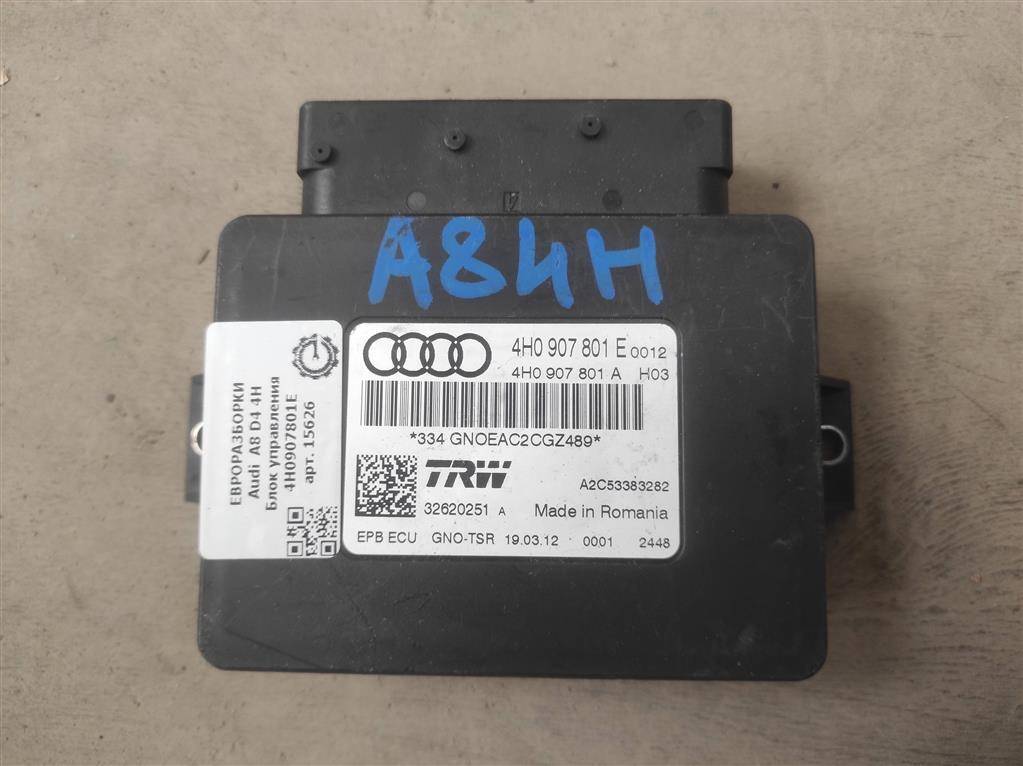 A84H
4H0 907 801 E 0012
4H0 907 801 A H03
*334 GNOEAC2CGZ489*
TRW A2C53383282
32620251 A Made in Romania
EPB ECU GNO-TSR 19.03.12 0001 2448
ЕВРОРАЗБОРКИ
Audi A8 D4 4H
Блок управления
4H0907801E
арт. 15626